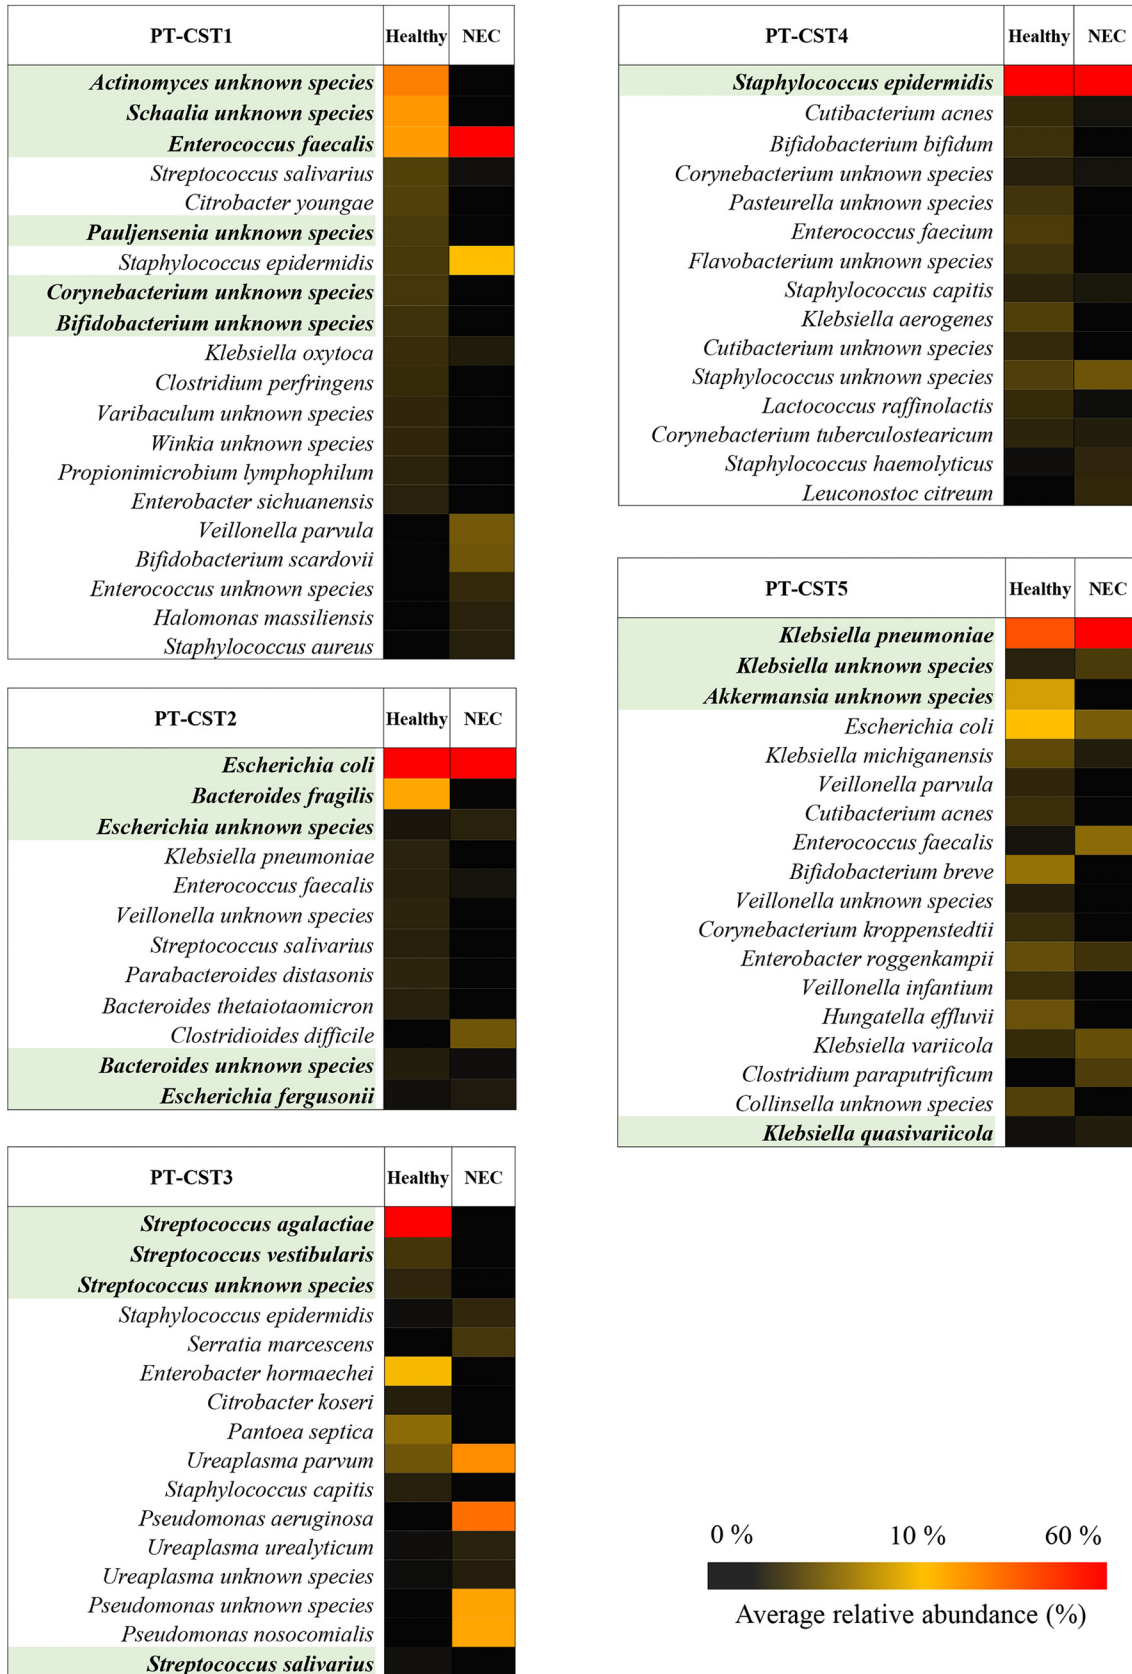 PT-CST1 Healthy NEC
Actinomyces unknown species
Schaalia unknown species
Enterococcus faecalis
Streptococcus salivarius
Citrobacter youngae
Pauljensenia unknown species
Staphylococcus epidermidis
Corynebacterium unknown species
Bifidobacterium unknown species
Klebsiella oxytoca
Clostridium perfringens
Varibaculum unknown species
Winkia unknown species
Propionimicrobium lymphophilum
Enterobacter sichuanensis
Veillonella parvula
Bifidobacterium scardovii
Enterococcus unknown species
Halomonas massiliensis
Staphylococcus aureus
PT-CST2 Healthy NEC
Escherichia coli
Bacteroides fragilis
Escherichia unknown species
Klebsiella pneumoniae
Enterococcus faecalis
Veillonella unknown species
Streptococcus salivarius
Parabacteroides distasonis
Bacteroides thetaiotaomicron
Clostridioides difficile
Bacteroides unknown species
Escherichia fergusonii
PT-CST3 Healthy NEC
Streptococcus agalactiae
Streptococcus vestibularis
Streptococcus unknown species
Staphylococcus epidermidis
Serratia marcescens
Enterobacter hormaechei
Citrobacter koseri
Pantoea septica
Ureaplasma parvum
Staphylococcus capitis
Pseudomonas aeruginosa
Ureaplasma urealyticum
Ureaplasma unknown species
Pseudomonas unknown species
Pseudomonas nosocomialis
Streptococcus salivarius
PT-CST4 Healthy NEC
Staphylococcus epidermidis
Cutibacterium acnes
Bifidobacterium bifidum
Corynebacterium unknown species
Pasteurella unknown species
Enterococcus faecium
Flavobacterium unknown species
Staphylococcus capitis
Klebsiella aerogenes
Cutibacterium unknown species
Staphylococcus unknown species
Lactococcus raffinolactis
Corynebacterium tuberculostearicum
Staphylococcus haemolyticus
Leuconostoc citreum
PT-CST5 Healthy NEC
Klebsiella pneumoniae
Klebsiella unknown species
Akkermansia unknown species
Escherichia coli
Klebsiella michiganensis
Veillonella parvula
Cutibacterium acnes
Enterococcus faecalis
Bifidobacterium breve
Veillonella unknown species
Corynebacterium kroppenstedtii
Enterobacter roggenkampii
Veillonella infantium
Hungatella effluvii
Klebsiella variicola
Clostridium paraputrificum
Collinsella unknown species
Klebsiella quasivariicola
0 % 10 % 60 %
Average relative abundance (%)